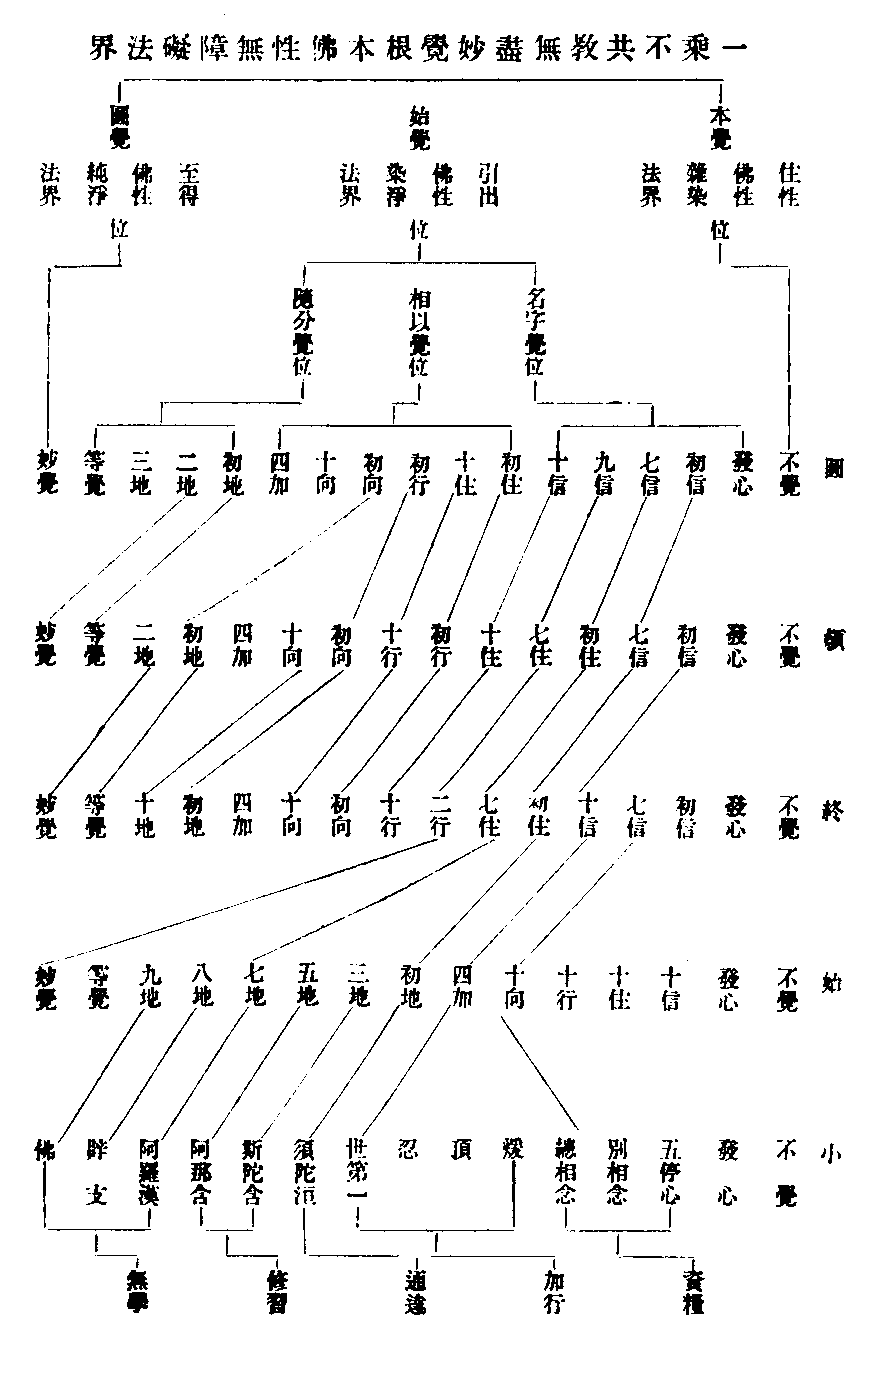 一乘不共教無盡妙覺根本佛性無障礙法界
本覺 始覺 圓覺
住性 佛性 雜染 法界 引出 佛性 染淨 法界 至得 佛性 純淨 法界
位 位 位
名字覺位 相以覺位 隨分覺位
圓 不覺 發心 初信 七信 九信 十信 初住 十住 初行 初向 十向 四加 初地 二地 三地 等覺 妙覺
頓 不覺 發心 初信 七信 初住 七住 十住 初行 十行 初向 十向 四加 初地 二地 等覺 妙覺
終 不覺 發心 初信 七信 十信 初住 七住 二行 十行 初向 十向 四加 初地 十地 等覺 妙覺
始 不覺 發心 十信 十住 十行 十向 四加 初地 三地 五地 七地 八地 九地 等覺 妙覺
小 不覺 發心 五停心 別相念 總相念 煖 頂 忍 世第一 須陀洹 斯陀含 阿那含 阿羅漢 辟支 佛
資糧 加行 通達 修習 無學